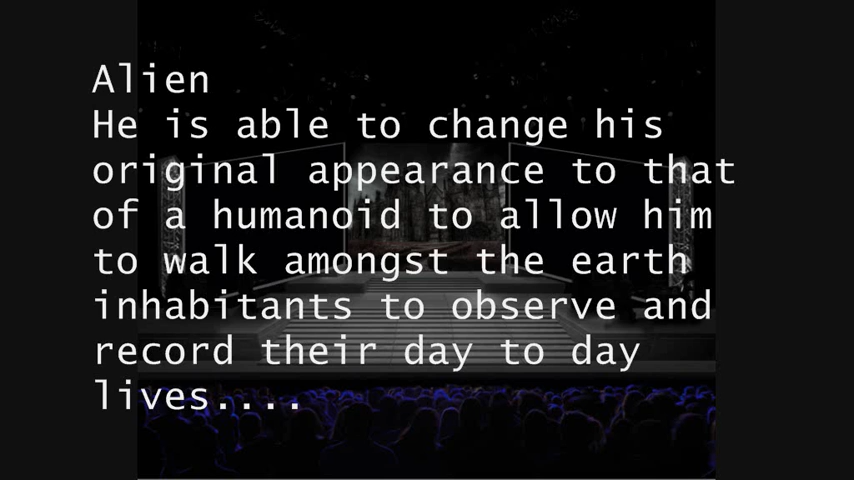 Alien
He is able to change his
original appearance to that
of a humanoid to allow him
to walk amongst the earth
inhabitants to observe and
record their day to day
lives....